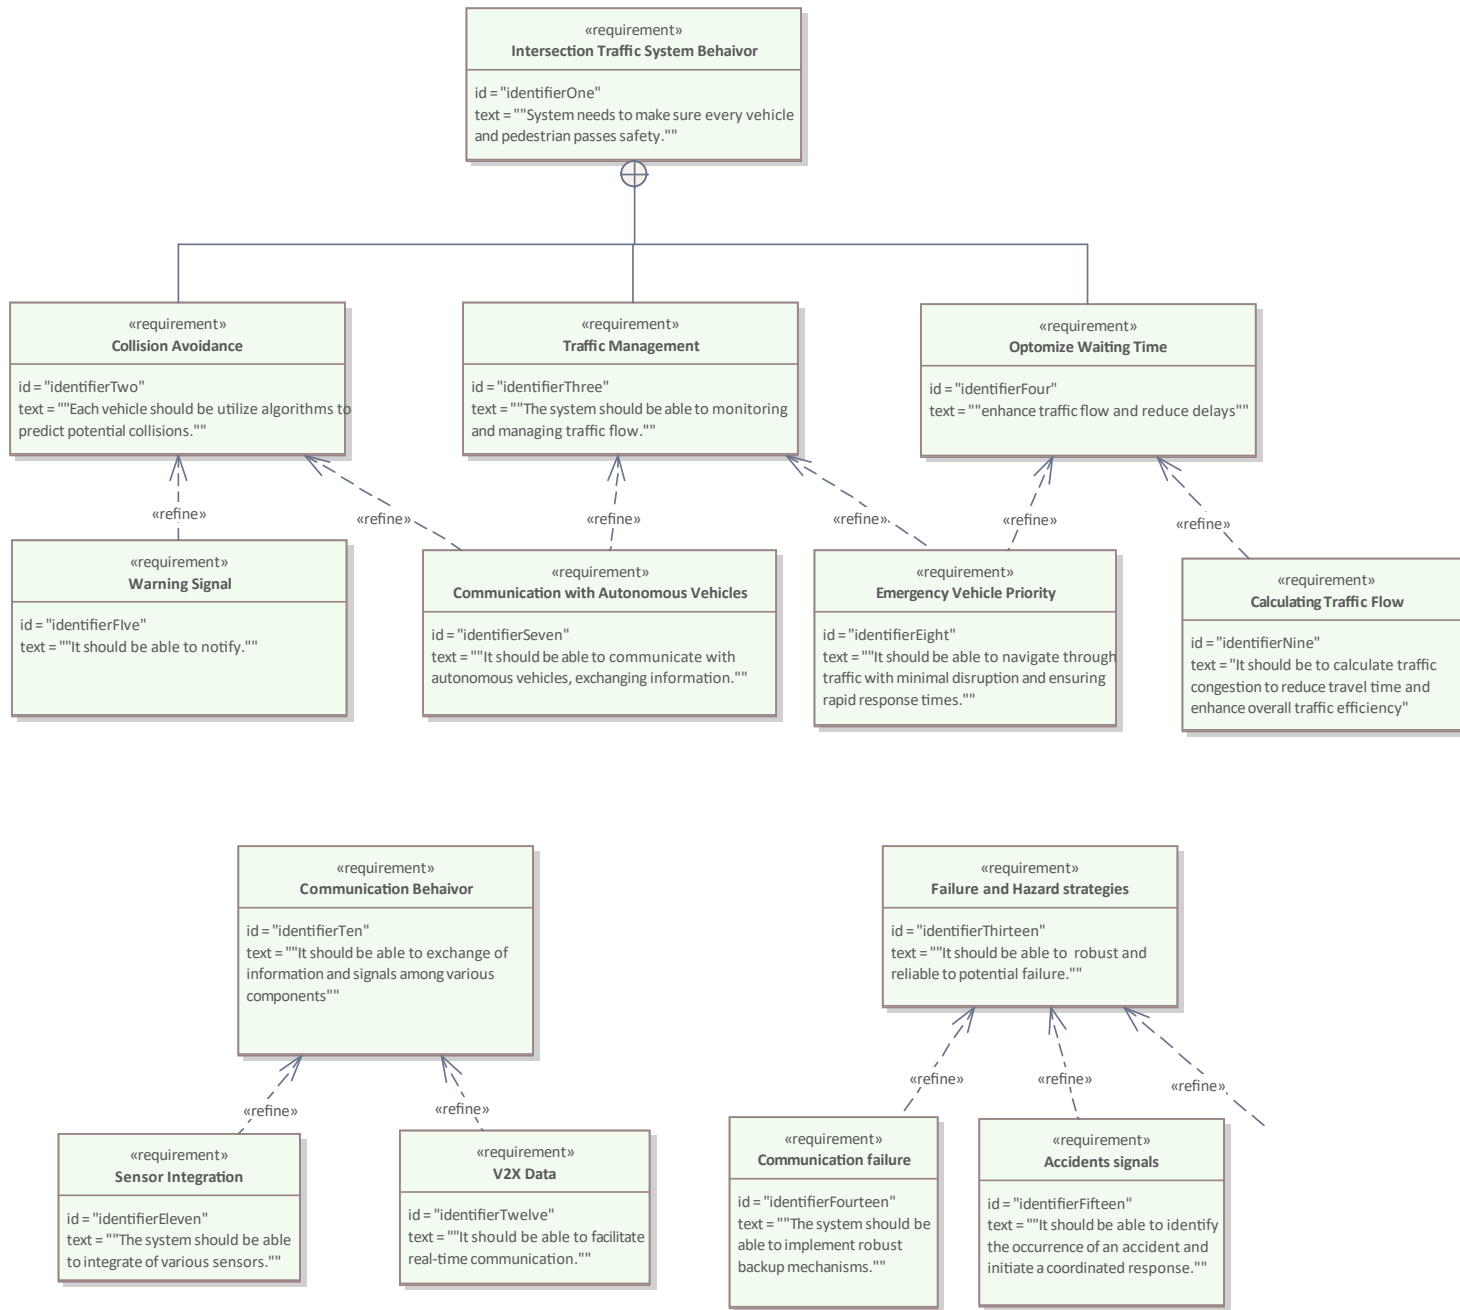 «requirement»
Intersection Traffic System Behaivor
id = "identifierOne"
text = ""System needs to make sure every vehicle
and pedestrian passes safety.""
«requirement»
Collision Avoidance
id = "identifierTwo"
text = ""Each vehicle should be utilize algorithms to
predict potential collisions.""
«requirement»
Traffic Management
id = "identifierThree"
text = ""The system should be able to monitoring
and managing traffic flow.""
«requirement»
Optomize Waiting Time
id = "identifierFour"
text = ""enhance traffic flow and reduce delays""
«refine»
«refine»
«refine»
«refine»
«refine»
«refine»
«requirement»
Warning Signal
id = "identifierFIve"
text = ""It should be able to notify.""
«requirement»
Communication with Autonomous Vehicles
id = "identifierSeven"
text = ""It should be able to communicate with
autonomous vehicles, exchanging information.""
«requirement»
Emergency Vehicle Priority
id = "identifierEight"
text = ""It should be able to navigate through
traffic with minimal disruption and ensuring
rapid response times.""
«requirement»
Calculating Traffic Flow
id = "identifierNine"
text = "It should be to calculate traffic
congestion to reduce travel time and
enhance overall traffic efficiency"
«requirement»
Communication Behaivor
id = "identifierTen"
text = ""It should be able to exchange of
information and signals among various
components""
«requirement»
Failure and Hazard strategies
id = "identifierThirteen"
text = ""It should be able to  robust and
reliable to potential failure.""
«refine»
«refine»
«refine»
«refine»
«refine»
«requirement»
Sensor Integration
id = "identifierEleven"
text = ""The system should be able
to integrate of various sensors.""
«requirement»
V2X Data
id = "identifierTwelve"
text = ""It should be able to facilitate
real-time communication.""
«requirement»
Communication failure
id = "identifierFourteen"
text = ""The system should be
able to implement robust
backup mechanisms.""
«requirement»
Accidents signals
id = "identifierFifteen"
text = ""It should be able to identify
the occurrence of an accident and
initiate a coordinated response.""